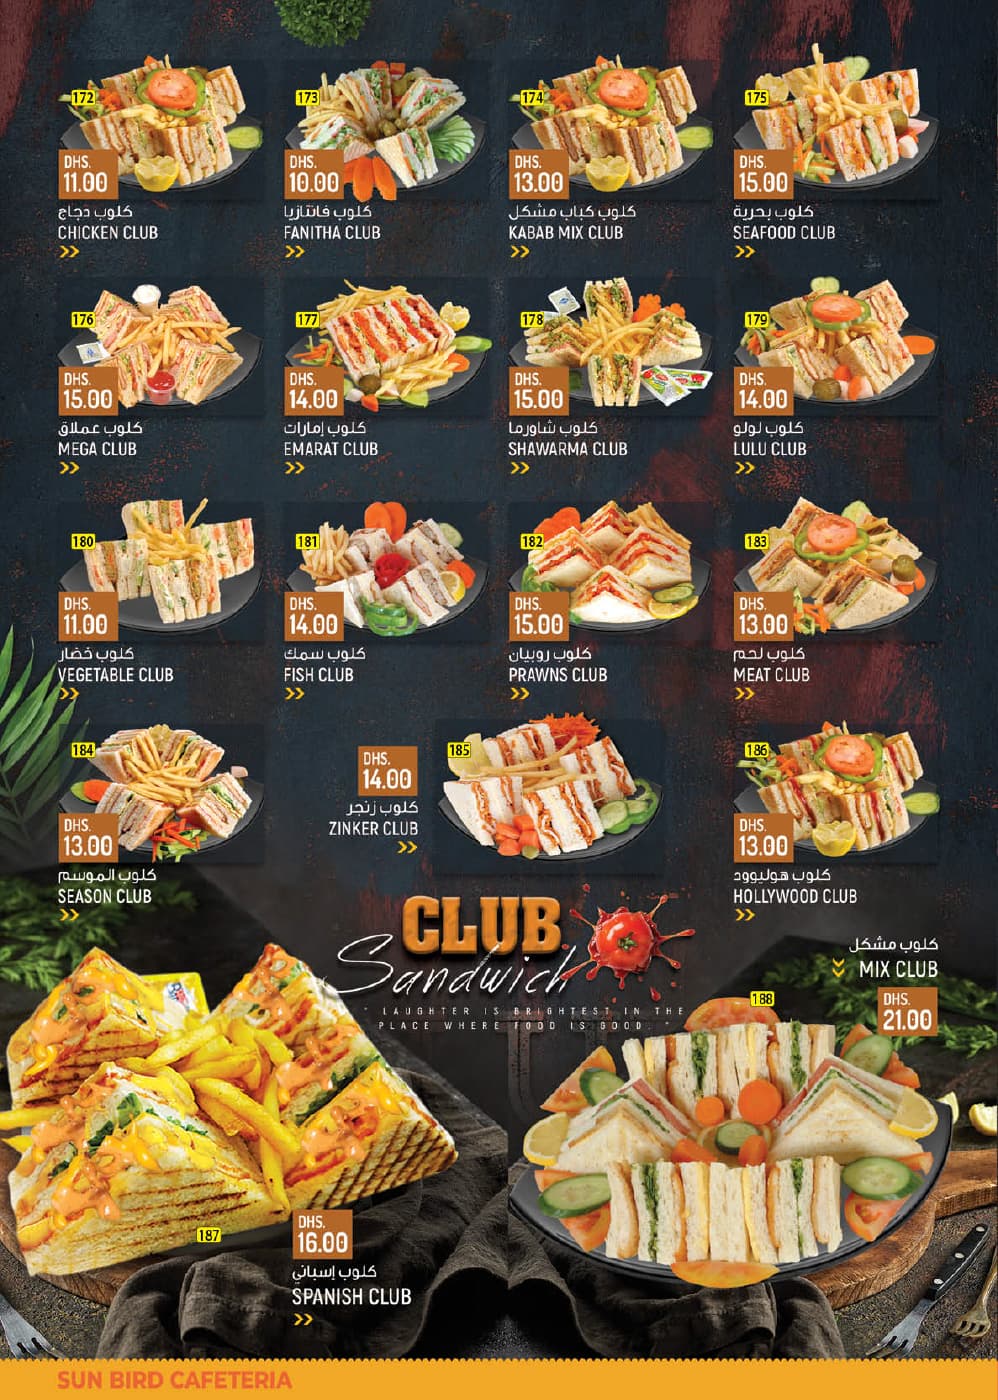 172
DHS.
11.00
كلوب دجاج
CHICKEN CLUB
173
DHS.
10.00
كلوب فانتازيا
FANITHA CLUB
174
DHS.
13.00
كلوب كباب مشكل
KABAB MIX CLUB
175
DHS.
15.00
كلوب بحرية
SEAFOOD CLUB
176
DHS.
15.00
كلوب عملاق
MEGA CLUB
177
DHS.
14.00
كلوب إمارات
EMARAT CLUB
178
DHS.
15.00
كلوب شاورما
SHAWARMA CLUB
179
DHS.
14.00
كلوب لولو
LULU CLUB
180
DHS.
11.00
كلوب خضار
VEGETABLE CLUB
181
DHS.
14.00
كلوب سمك
FISH CLUB
182
DHS.
15.00
كلوب روبيان
PRAWNS CLUB
183
DHS.
13.00
كلوب لحم
MEAT CLUB
184
DHS.
13.00
كلوب الموسم
SEASON CLUB
185
DHS.
14.00
كلوب زنجر
ZINKER CLUB
186
DHS.
13.00
كلوب هوليوود
HOLLYWOOD CLUB
CLUB
Sandwich
" LAUGHTER IS BRIGHTEST IN THE
PLACE WHERE FOOD IS GOOD. "
كلوب مشكل
MIX CLUB
188
DHS.
21.00
187
DHS.
16.00
كلوب إسباني
SPANISH CLUB
SUN BIRD CAFETERIA